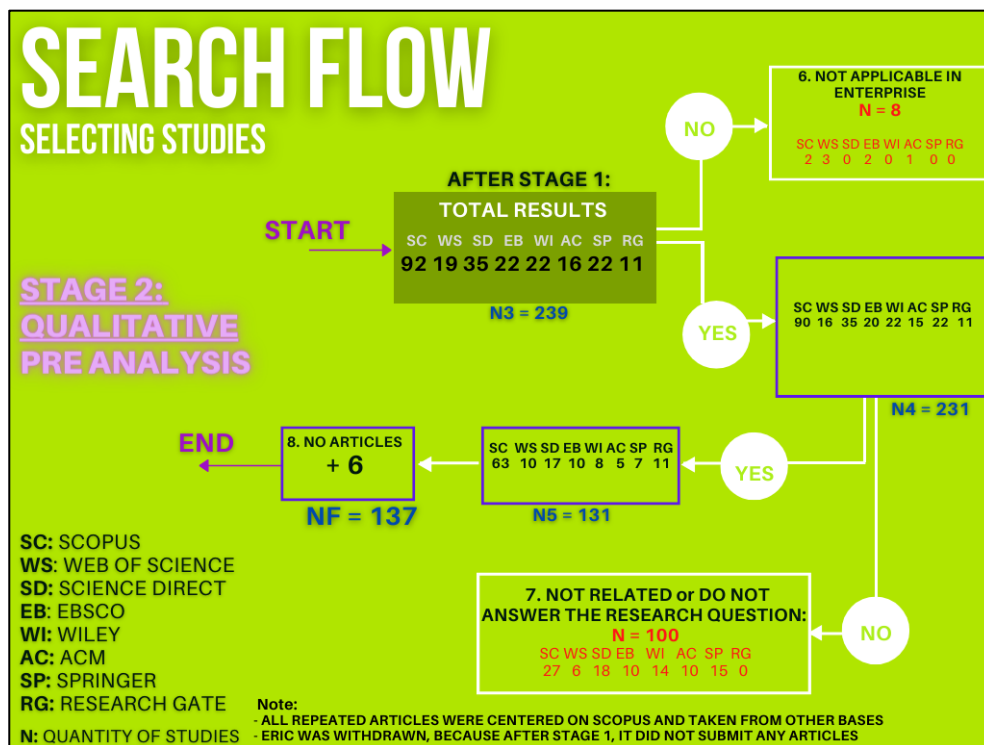 SEARCH FLOW
SELECTING STUDIES
STAGE 2:
QUALITATIVE
PRE ANALYSIS
START
AFTER STAGE 1:
TOTAL RESULTS
SC WS SD EB WI AC SP RG
92 19 35 22 22 16 22 11
N3 = 239
NO
6. NOT APPLICABLE IN
ENTERPRISE
N = 8
SC WS SD EB WI AC SP RG
2 3 0 2 0 1 0 0
YES
SC WS SD EB WI AC SP RG
90 16 35 20 22 15 22 11
N4 = 231
NO
7. NOT RELATED or DO NOT
ANSWER THE RESEARCH QUESTION:
N = 100
SC WS SD EB WI AC SP RG
27 6 18 10 14 10 15 0
YES
SC WS SD EB WI AC SP RG
63 10 17 10 8 5 7 11
N5 = 131
8. NO ARTICLES
+ 6
NF = 137
END
SC: SCOPUS
WS: WEB OF SCIENCE
SD: SCIENCE DIRECT
EB: EBSCO
WI: WILEY
AC: ACM
SP: SPRINGER
RG: RESEARCH GATE
N: QUANTITY OF STUDIES
Note:
- ALL REPEATED ARTICLES WERE CENTERED ON SCOPUS AND TAKEN FROM OTHER BASES
- ERIC WAS WITHDRAWN, BECAUSE AFTER STAGE 1, IT DID NOT SUBMIT ANY ARTICLES